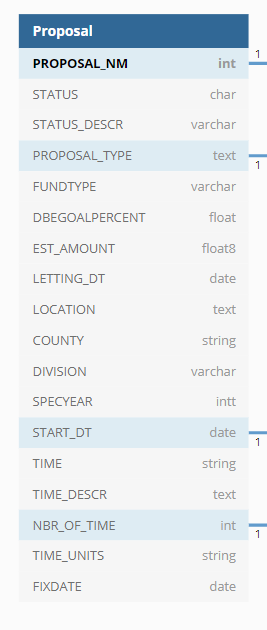 Proposal
PROPOSAL_NM int 1
STATUS char
STATUS_DESCR varchar
PROPOSAL_TYPE text 1
FUNDTYPE varchar
DBEGOALPERCENT float
EST_AMOUNT float8
LETTING_DT date
LOCATION text
COUNTY string
DIVISION varchar
SPECYEAR intt
START_DT date 1
TIME string
TIME_DESCR text
NBR_OF_TIME int 1
TIME_UNITS string
FIXDATE date